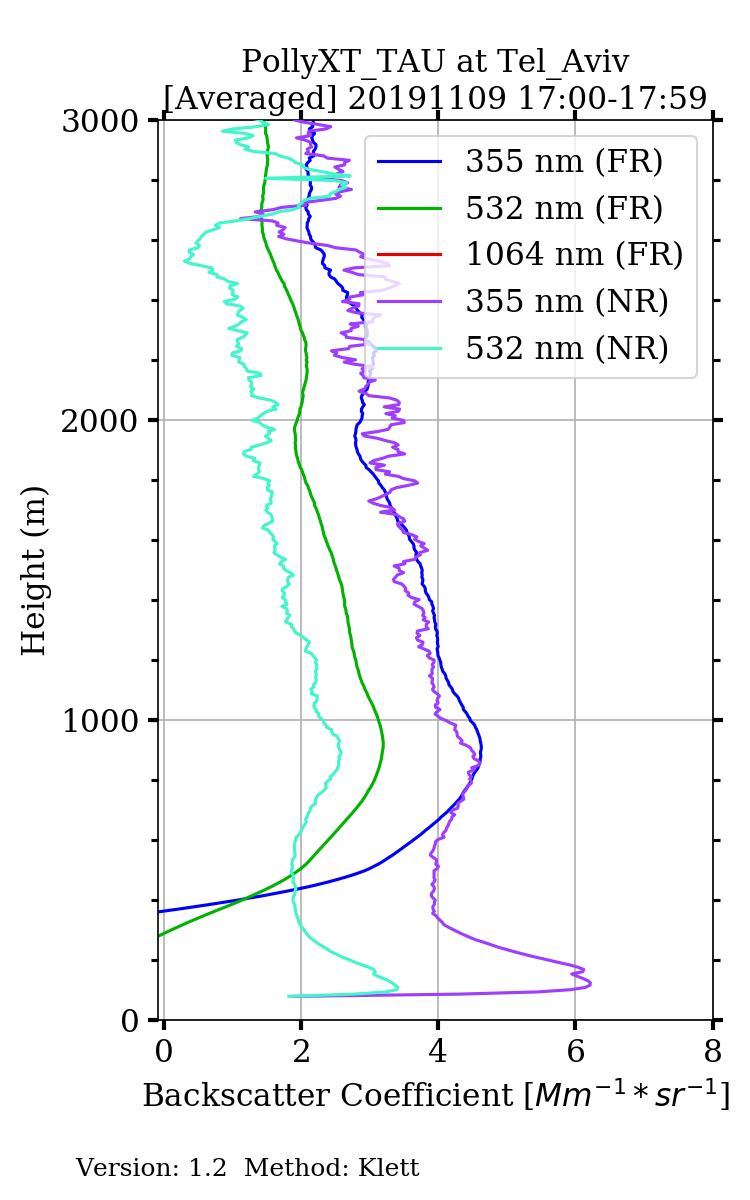 PollyXT_TAU at Tel_Aviv
[Averaged] 20191109 17:00-17:59
3000
2000
1000
0
Height (m)
355 nm (FR)
532 nm (FR)
1064 nm (FR)
355 nm (NR)
532 nm (NR)
0 2 4 6 8
Backscatter Coefficient [Mm⁻¹ * sr⁻¹]
Version: 1.2 Method: Klett